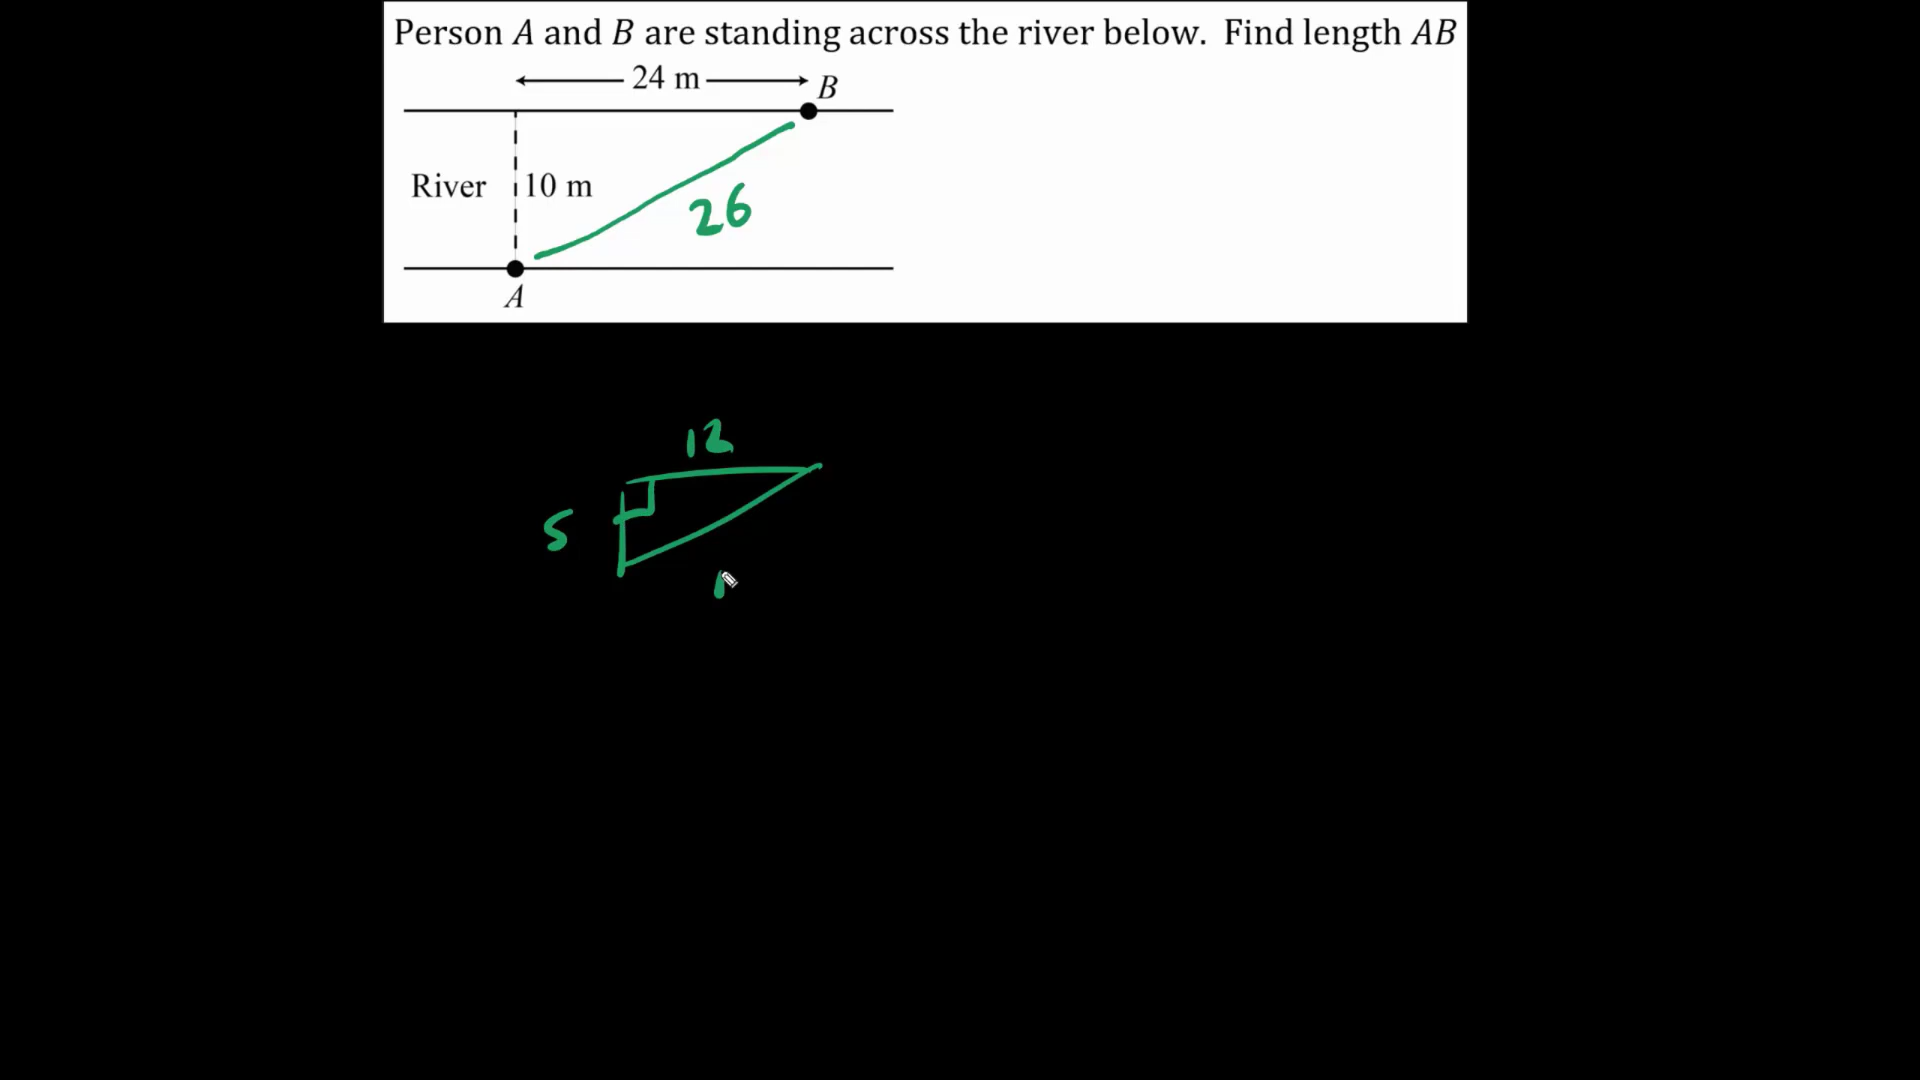 Person A and B are standing across the river below. Find length AB
24 m
B
River
10 m
26
A
12
5